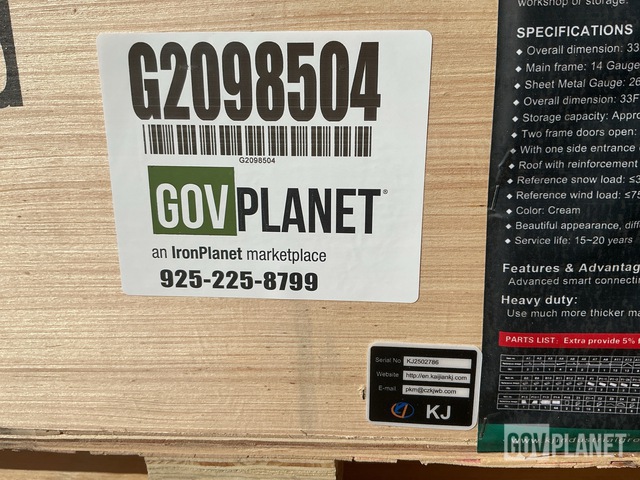 G2098504
G2098504
GOVPLANET®
an IronPlanet marketplace
925-225-8799
Serial No KJ2502786
Website http://en.kaijiankj.com
E-mail pkm@czkjwb.com
KJ
workshop or storage.
SPECIFICATIONS
◆ Overall dimension: 33
◆ Main frame: 14 Gauge
◆ Sheet Metal Gauge: 26
◆ Overall dimension: 33F
◆ Storage capacity: Appro
◆ Two frame doors open:
◆ With one side entrance
◆ Roof with reinforcement
◆ Reference snow load: ≤3
◆ Reference wind load: ≤75
◆ Color: Cream
◆ Beautiful appearance, diff
◆ Service life: 15~20 years
Features & Advantag
Advanced smart connectin
Heavy duty:
Use much more thicker ma
PARTS LIST: Extra provide 5% f
GOVPLANET